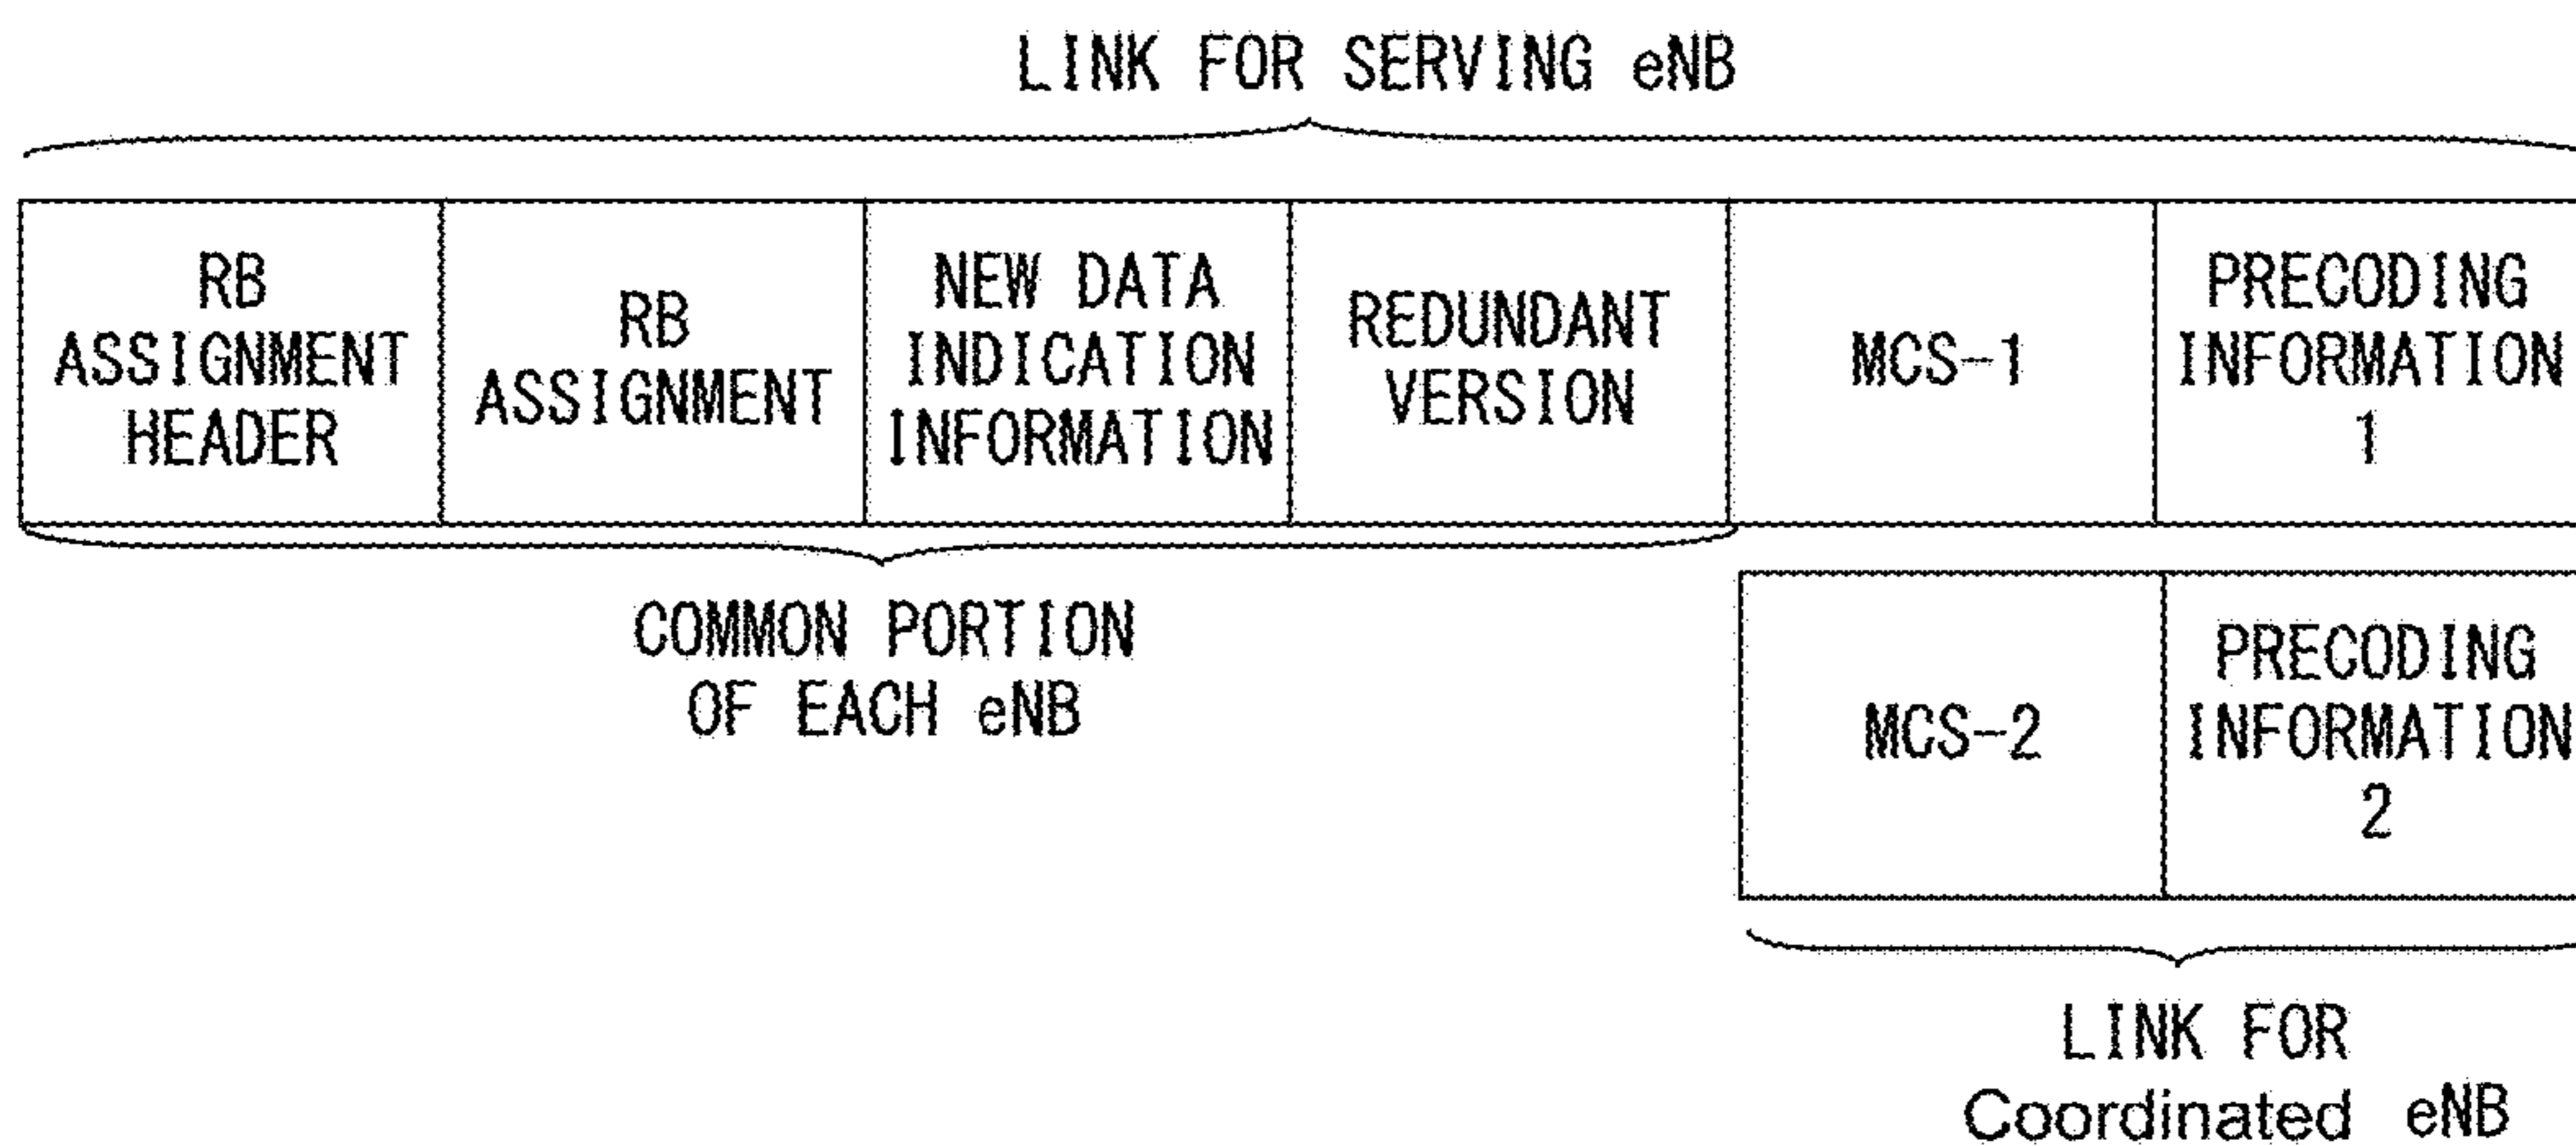 LINK FOR SERVING eNB
RB
ASSIGNMENT
HEADER
RB
ASSIGNMENT
NEW DATA
INDICATION
INFORMATION
REDUNDANT
VERSION
MCS-1
PRECODING
INFORMATION
1
COMMON PORTION
OF EACH eNB
MCS-2
PRECODING
INFORMATION
2
LINK FOR
Coordinated eNB